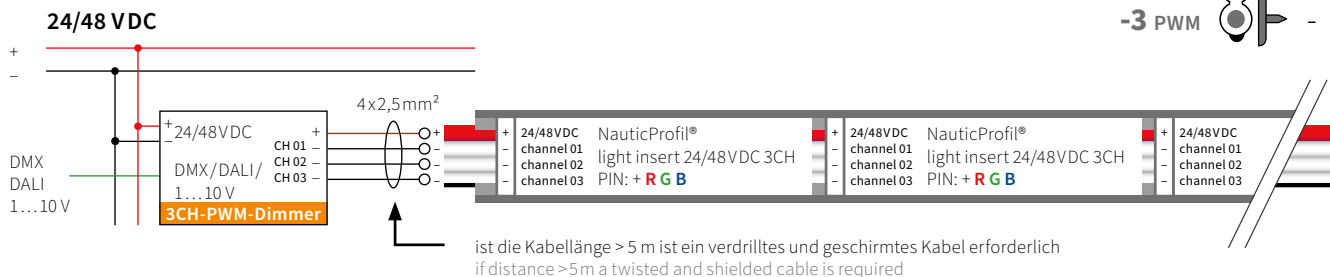 24/48 VDC
-3 PWM
–
+
–
4x2,5mm²
DMX
DALI
1...10 V
+
–
24/48VDC
DMX/DALI/
1...10 V
+
CH 01 –
CH 02 –
CH 03 –
3CH-PWM-Dimmer
+
-
-
-
+ 24/48VDC
– channel 01
– channel 02
– channel 03
NauticProfil®
light insert 24/48VDC 3CH
PIN: + R G B
+ 24/48VDC
– channel 01
– channel 02
– channel 03
NauticProfil®
light insert 24/48VDC 3CH
PIN: + R G B
+ 24/48VDC
– channel 01
– channel 02
– channel 03
ist die Kabellänge > 5 m ist ein verdrilltes und geschirmtes Kabel erforderlich
if distance >5m a twisted and shielded cable is required